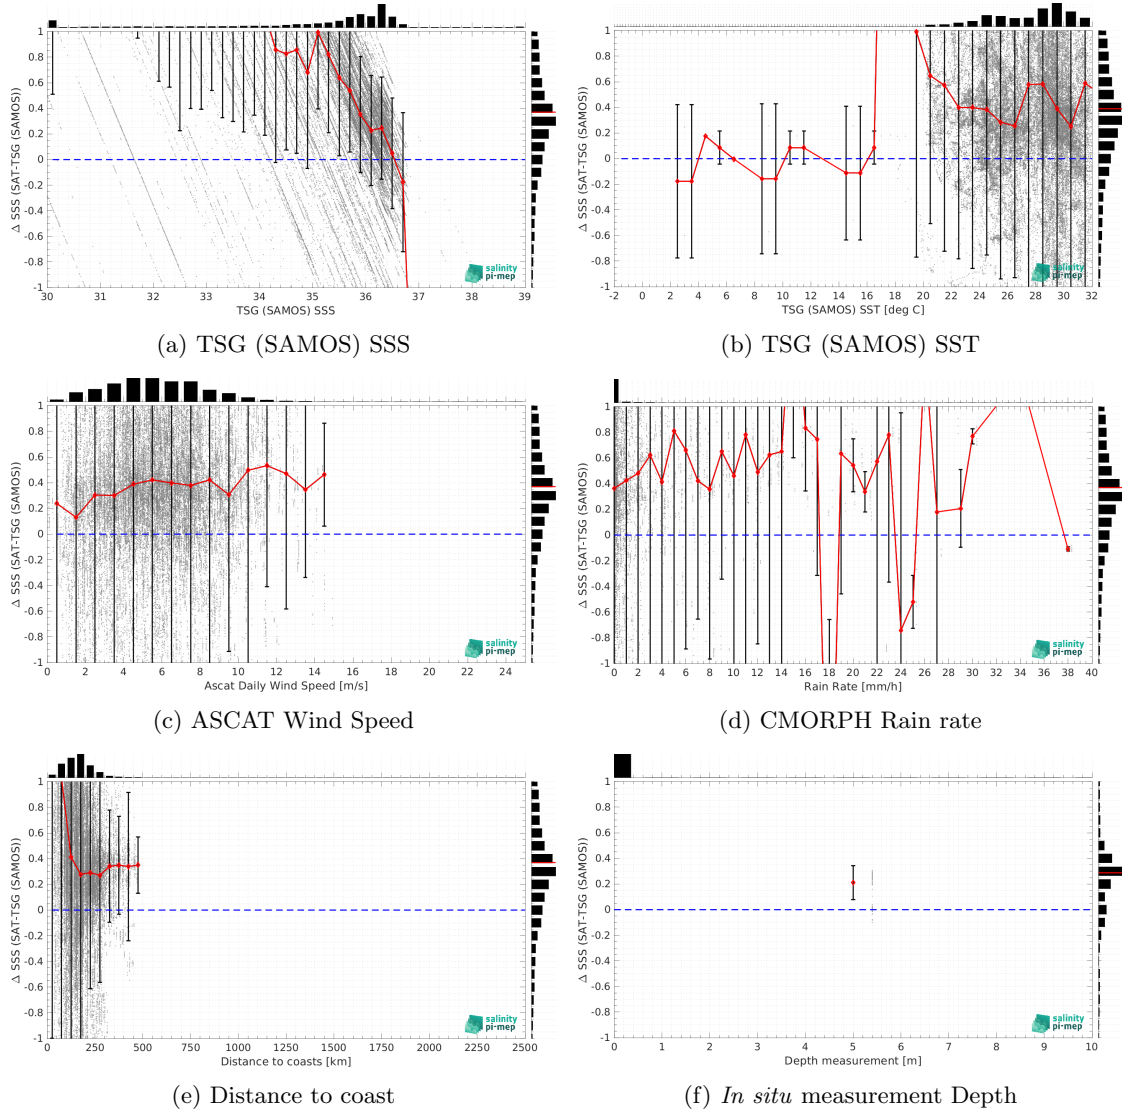 1
0.8
0.6
0.4
0.2
0
-0.2
-0.4
-0.6
-0.8
-1
Δ SSS (SAT-TSG (SAMOS))
30 31 32 33 34 35 36 37 38 39
TSG (SAMOS) SSS
salinity
pi-mep
(a) TSG (SAMOS) SSS
1
0.8
0.6
0.4
0.2
0
-0.2
-0.4
-0.6
-0.8
-1
Δ SSS (SAT-TSG (SAMOS))
-2 0 2 4 6 8 10 12 14 16 18 20 22 24 26 28 30 32
TSG (SAMOS) SST [deg C]
salinity
pi-mep
(b) TSG (SAMOS) SST
1
0.8
0.6
0.4
0.2
0
-0.2
-0.4
-0.6
-0.8
-1
Δ SSS (SAT-TSG (SAMOS))
0 2 4 6 8 10 12 14 16 18 20 22 24
Ascat Daily Wind Speed [m/s]
salinity
pi-mep
(c) ASCAT Wind Speed
1
0.8
0.6
0.4
0.2
0
-0.2
-0.4
-0.6
-0.8
-1
Δ SSS (SAT-TSG (SAMOS))
0 2 4 6 8 10 12 14 16 18 20 22 24 26 28 30 32 34 36 38 40
Rain Rate [mm/h]
salinity
pi-mep
(d) CMORPH Rain rate
1
0.8
0.6
0.4
0.2
0
-0.2
-0.4
-0.6
-0.8
-1
Δ SSS (SAT-TSG (SAMOS))
0 250 500 750 1000 1250 1500 1750 2000 2250 2500
Distance to coasts [km]
salinity
pi-mep
(e) Distance to coast
1
0.8
0.6
0.4
0.2
0
-0.2
-0.4
-0.6
-0.8
-1
Δ SSS (SAT-TSG (SAMOS))
0 1 2 3 4 5 6 7 8 9 10
Depth measurement [m]
salinity
pi-mep
(f) In situ measurement Depth